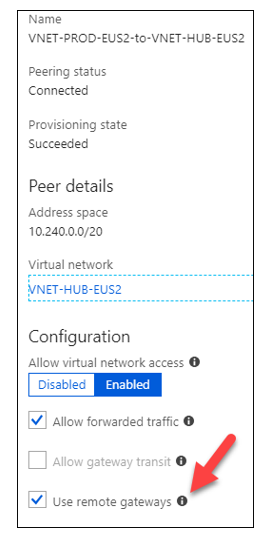 Name
VNET-PROD-EUS2-to-VNET-HUB-EUS2
Peering status
Connected
Provisioning state
Succeeded
Peer details
Address space
10.240.0.0/20
Virtual network
VNET-HUB-EUS2
Configuration
Allow virtual network access
Disabled Enabled
Allow forwarded traffic
Allow gateway transit
Use remote gateways